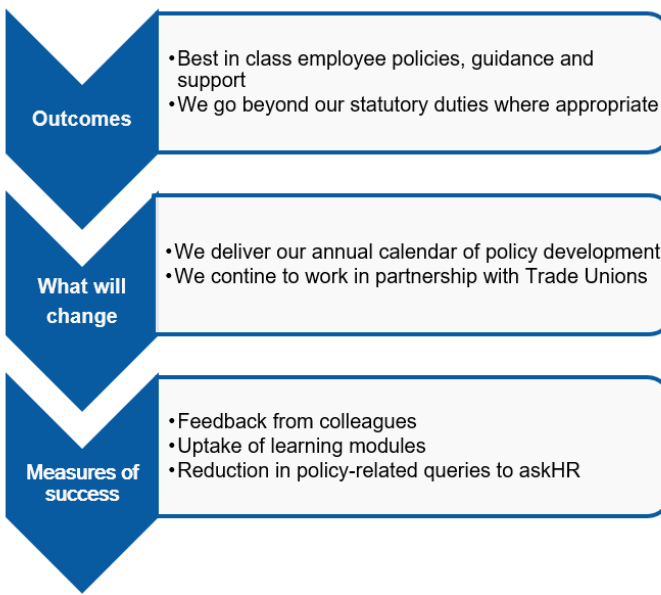 Outcomes
•Best in class employee policies, guidance and
support
•We go beyond our statutory duties where appropriate
What will
change
•We deliver our annual calendar of policy development
•We contine to work in partnership with Trade Unions
Measures of
success
•Feedback from colleagues
•Uptake of learning modules
•Reduction in policy-related queries to askHR